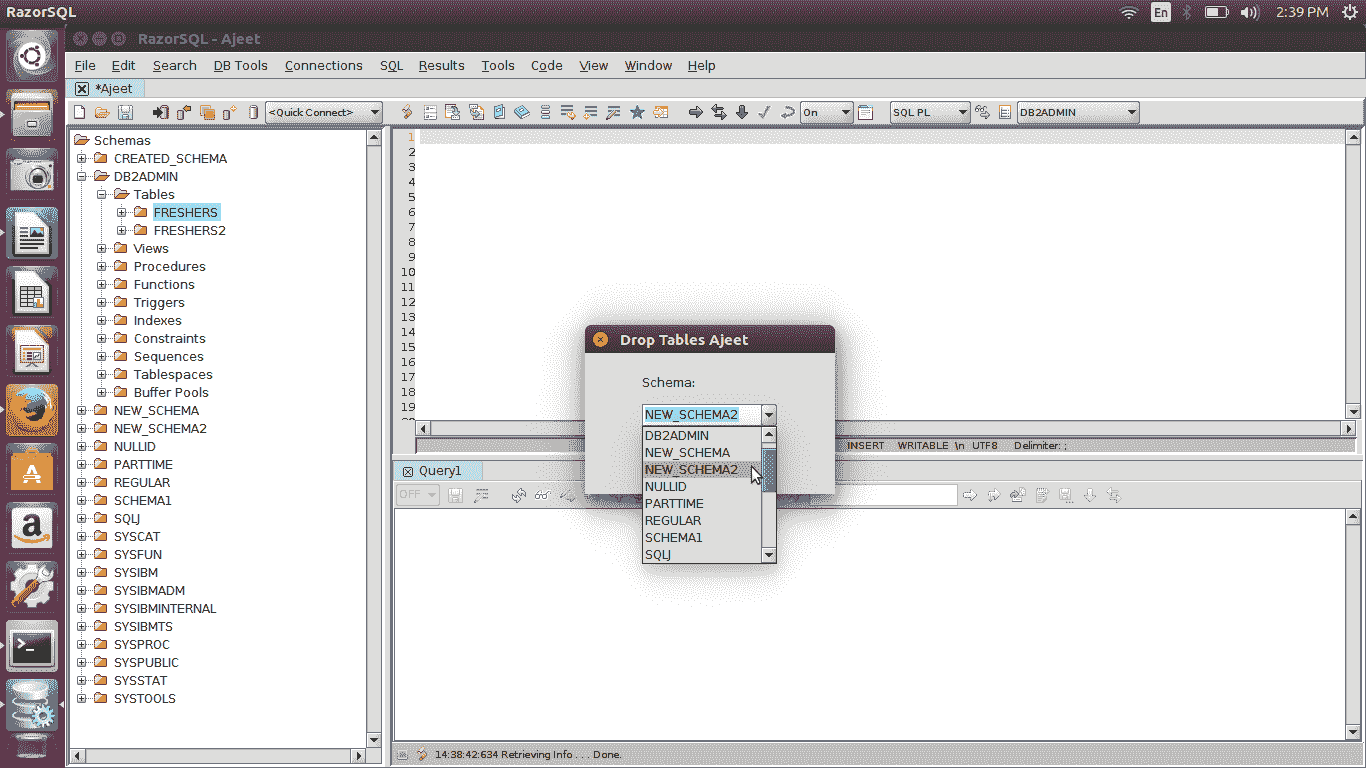 RazorSQL
En
2:39 PM
RazorSQL - Ajeet
File Edit Search DB Tools Connections SQL Results Tools Code View Window Help
*Ajeet
<Quick Connect>
On
SQL PL
DB2ADMIN
Schemas
CREATED_SCHEMA
DB2ADMIN
Tables
FRESHERS
FRESHERS2
Views
Procedures
Functions
Triggers
Indexes
Constraints
Sequences
Tablespaces
Buffer Pools
NEW_SCHEMA
NEW_SCHEMA2
NULLID
PARTTIME
REGULAR
SCHEMA1
SQLJ
SYSCAT
SYSFUN
SYSIBM
SYSIBMADM
SYSIBMINTERNAL
SYSIBMTS
SYSPROC
SYSPUBLIC
SYSSTAT
SYSTOOLS
1
2
3
4
5
6
7
8
9
10
11
12
13
14
15
16
17
18
19
Drop Tables Ajeet
Schema:
NEW_SCHEMA2
DB2ADMIN
NEW_SCHEMA
NEW_SCHEMA2
NULLID
PARTTIME
REGULAR
SCHEMA1
SQLJ
INSERT WRITABLE \n UTF8 Delimiter: ;
Query1
OFF
14:38:42:634 Retrieving Info . . . Done.